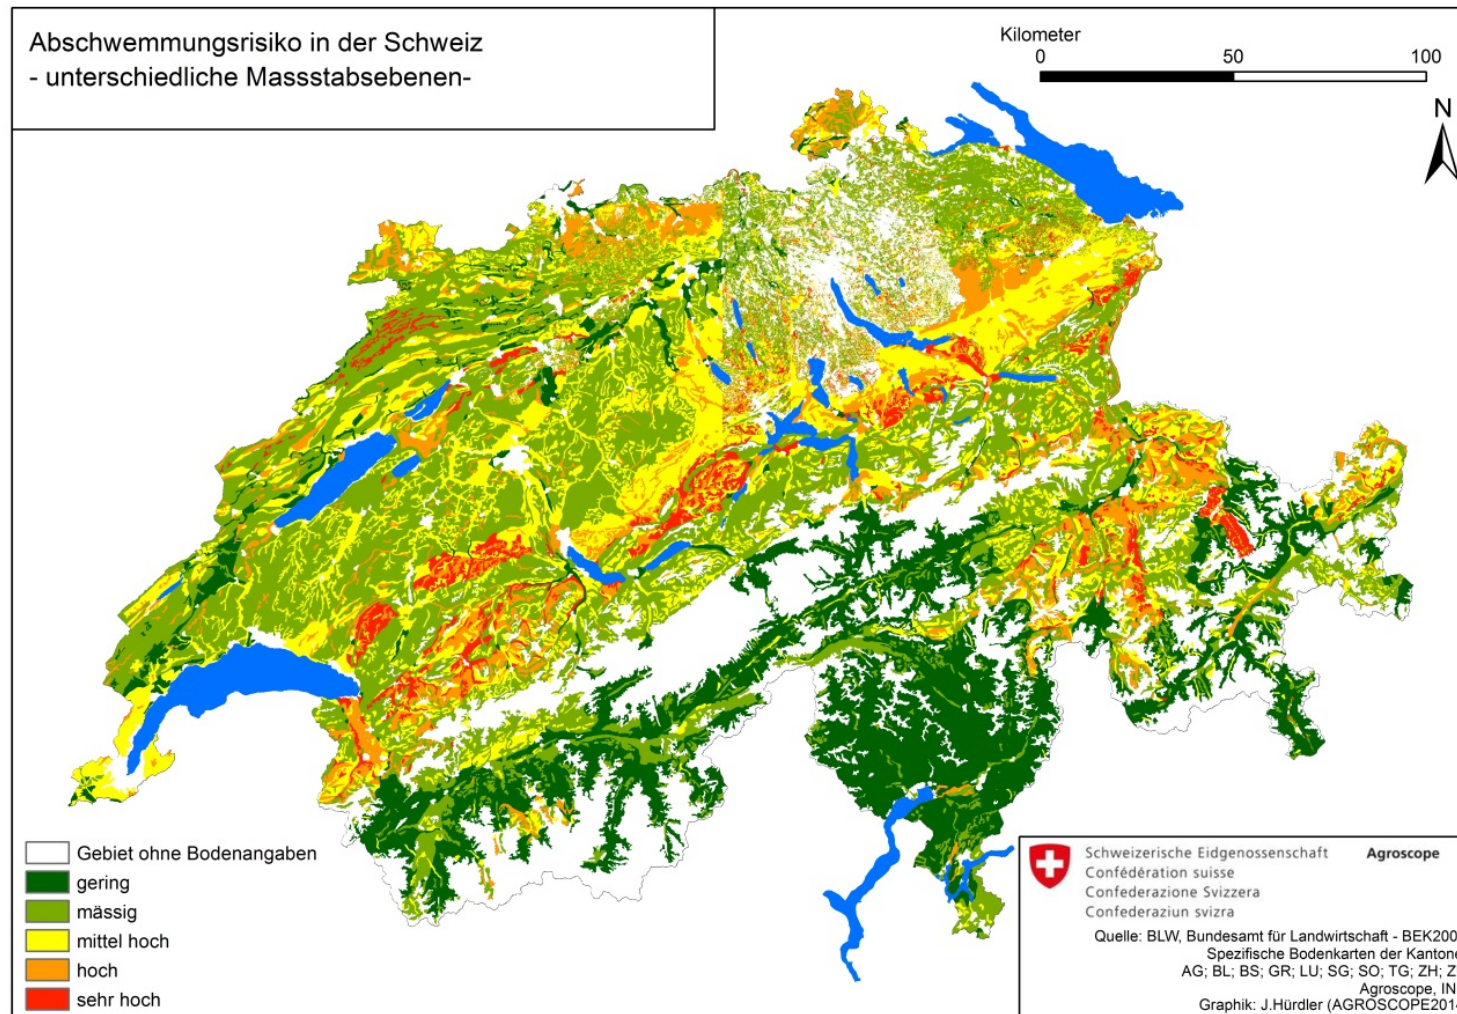 Abschwemmungsrisiko in der Schweiz
- unterschiedliche Massstabsebenen-
Kilometer
0 50 100
N
Gebiet ohne Bodenangaben
gering
mässig
mittel hoch
hoch
sehr hoch
Schweizerische Eidgenossenschaft
Confédération suisse
Confederazione Svizzera
Confederaziun svizra
Agroscope
Quelle: BLW, Bundesamt für Landwirtschaft - BEK200
Spezifische Bodenkarten der Kantone
AG; BL; BS; GR; LU; SG; SO; TG; ZH; Z
Agroscope, IN
Graphik: J.Hürdler (AGROSCOPE2014